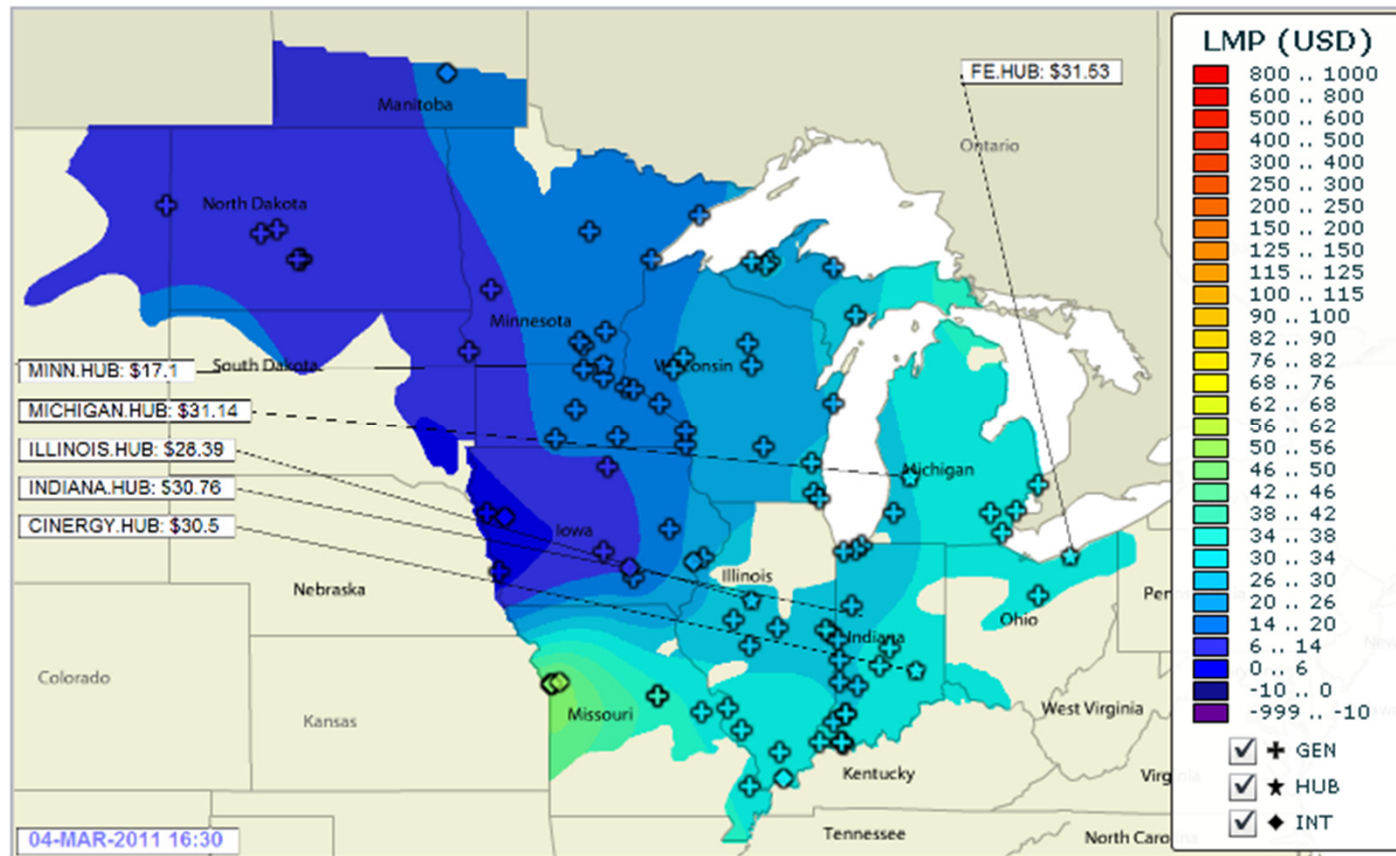 LMP (USD)
800 .. 1000
600 .. 800
500 .. 600
400 .. 500
300 .. 400
250 .. 300
200 .. 250
150 .. 200
125 .. 150
115 .. 125
100 .. 115
90 .. 100
82 .. 90
76 .. 82
68 .. 76
62 .. 68
56 .. 62
50 .. 56
46 .. 50
42 .. 46
38 .. 42
34 .. 38
30 .. 34
26 .. 30
20 .. 26
14 .. 20
6 .. 14
0 .. 6
-10 .. 0
-999 .. -10
GEN
HUB
INT
FE.HUB: $31.53
Manitoba
Ontario
North Dakota
Minnesota
South Dakota
Wisconsin
MINN.HUB: $17.1
MICHIGAN.HUB: $31.14
ILLINOIS.HUB: $28.39
INDIANA.HUB: $30.76
CINERGY.HUB: $30.5
Michigan
Iowa
Illinois
Nebraska
Indiana
Ohio
Pen
Colorado
Kansas
Missouri
West Virginia
Kentucky
Virg
Tennessee
North Caro
04-MAR-2011 16:30